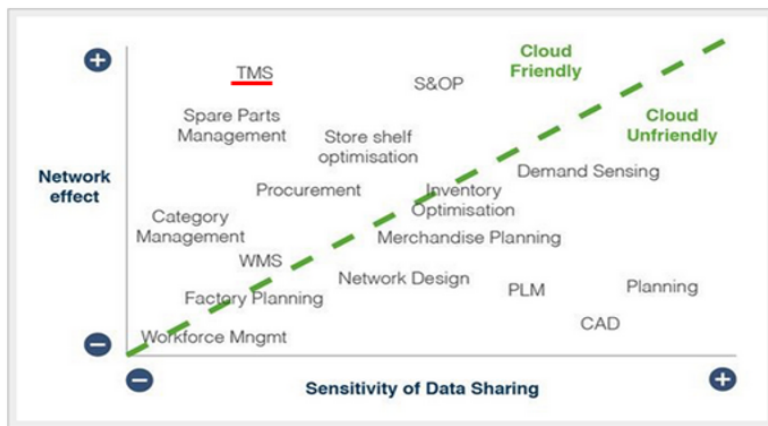 TMS
S&OP
Cloud
Friendly
Spare Parts
Management
Store shelf
optimisation
Cloud
Unfriendly
Network
effect
Procurement
Inventory
Optimisation
Demand Sensing
Category
Management
Merchandise Planning
WMS
Network Design
Factory Planning
PLM
Planning
CAD
Workforce Mngmt
Sensitivity of Data Sharing